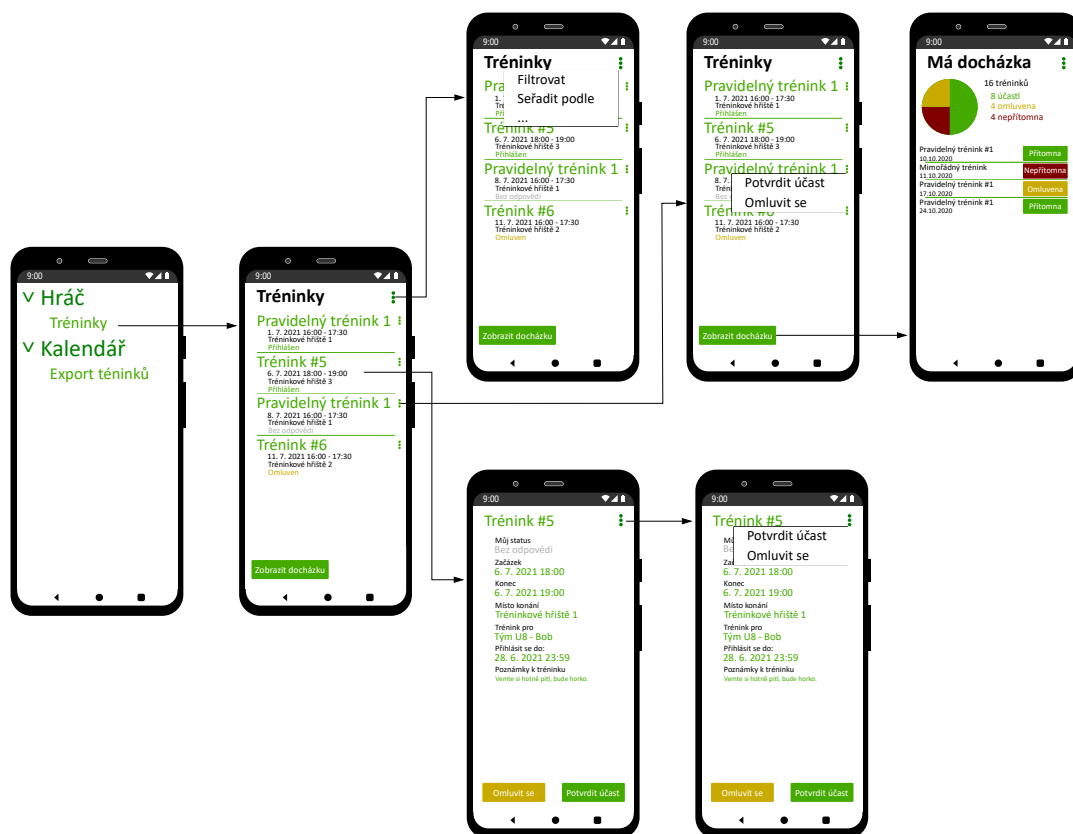 9:00
Tréninky
Filtrovat
Seřadit podle
...
Pravidelný trénink 1
Přihlášen
Trénink #5
6. 7. 2021 18:00 - 19:00
Tréninkové hřiště 3
Přihlášen
Pravidelný trénink 1
8. 7. 2021 16:00 - 17:30
Tréninkové hřiště 1
Bez odpovědi
Trénink #6
11. 7. 2021 16:00 - 17:30
Tréninkové hřiště 2
Omluven
Zobrazit docházku
9:00
Tréninky
Pravidelný trénink 1
1. 7. 2021 16:00 - 17:30
Tréninkové hřiště 1
Přihlášen
Trénink #5
6. 7. 2021 18:00 - 19:00
Tréninkové hřiště 3
Přihlášen
Pravidelný trénink 1
Potvrdit účast
Omluvit se
Trénink #6
11. 7. 2021 16:00 - 17:30
Tréninkové hřiště 2
Omluven
Zobrazit docházku
9:00
Má docházka
16 tréninků
8 účastí
4 omluvena
4 nepřítomna
Pravidelný trénink #1
10.10.2020
Přítomna
Mimořádný trénink
11.10.2020
Nepřítomna
Pravidelný trénink #1
17.10.2020
Omluvena
Pravidelný trénink #1
24.10.2020
Přítomna
9:00
Hráč
Tréninky
Kalendář
Export téninků
9:00
Tréninky
Pravidelný trénink 1
1. 7. 2021 16:00 - 17:30
Tréninkové hřiště 1
Přihlášen
Trénink #5
6. 7. 2021 18:00 - 19:00
Tréninkové hřiště 3
Přihlášen
Pravidelný trénink 1
8. 7. 2021 16:00 - 17:30
Tréninkové hřiště 1
Bez odpovědi
Trénink #6
11. 7. 2021 16:00 - 17:30
Tréninkové hřiště 2
Omluven
Zobrazit docházku
9:00
Trénink #5
Můj status
Bez odpovědi
Začázek
6. 7. 2021 18:00
Konec
6. 7. 2021 19:00
Místo konání
Tréninkové hřiště 1
Trénink pro
Tým U8 - Bob
Přihlásit se do:
28. 6. 2021 23:59
Poznámky k tréninku
Vemte si hotně pití, bude horko.
Omluvit se
Potvrdit účast
9:00
Trénink #5
Potvrdit účast
Omluvit se
6. 7. 2021 18:00
Konec
6. 7. 2021 19:00
Místo konání
Tréninkové hřiště 1
Trénink pro
Tým U8 - Bob
Přihlásit se do:
28. 6. 2021 23:59
Poznámky k tréninku
Vemte si hotně pití, bude horko.
Omluvit se
Potvrdit účast